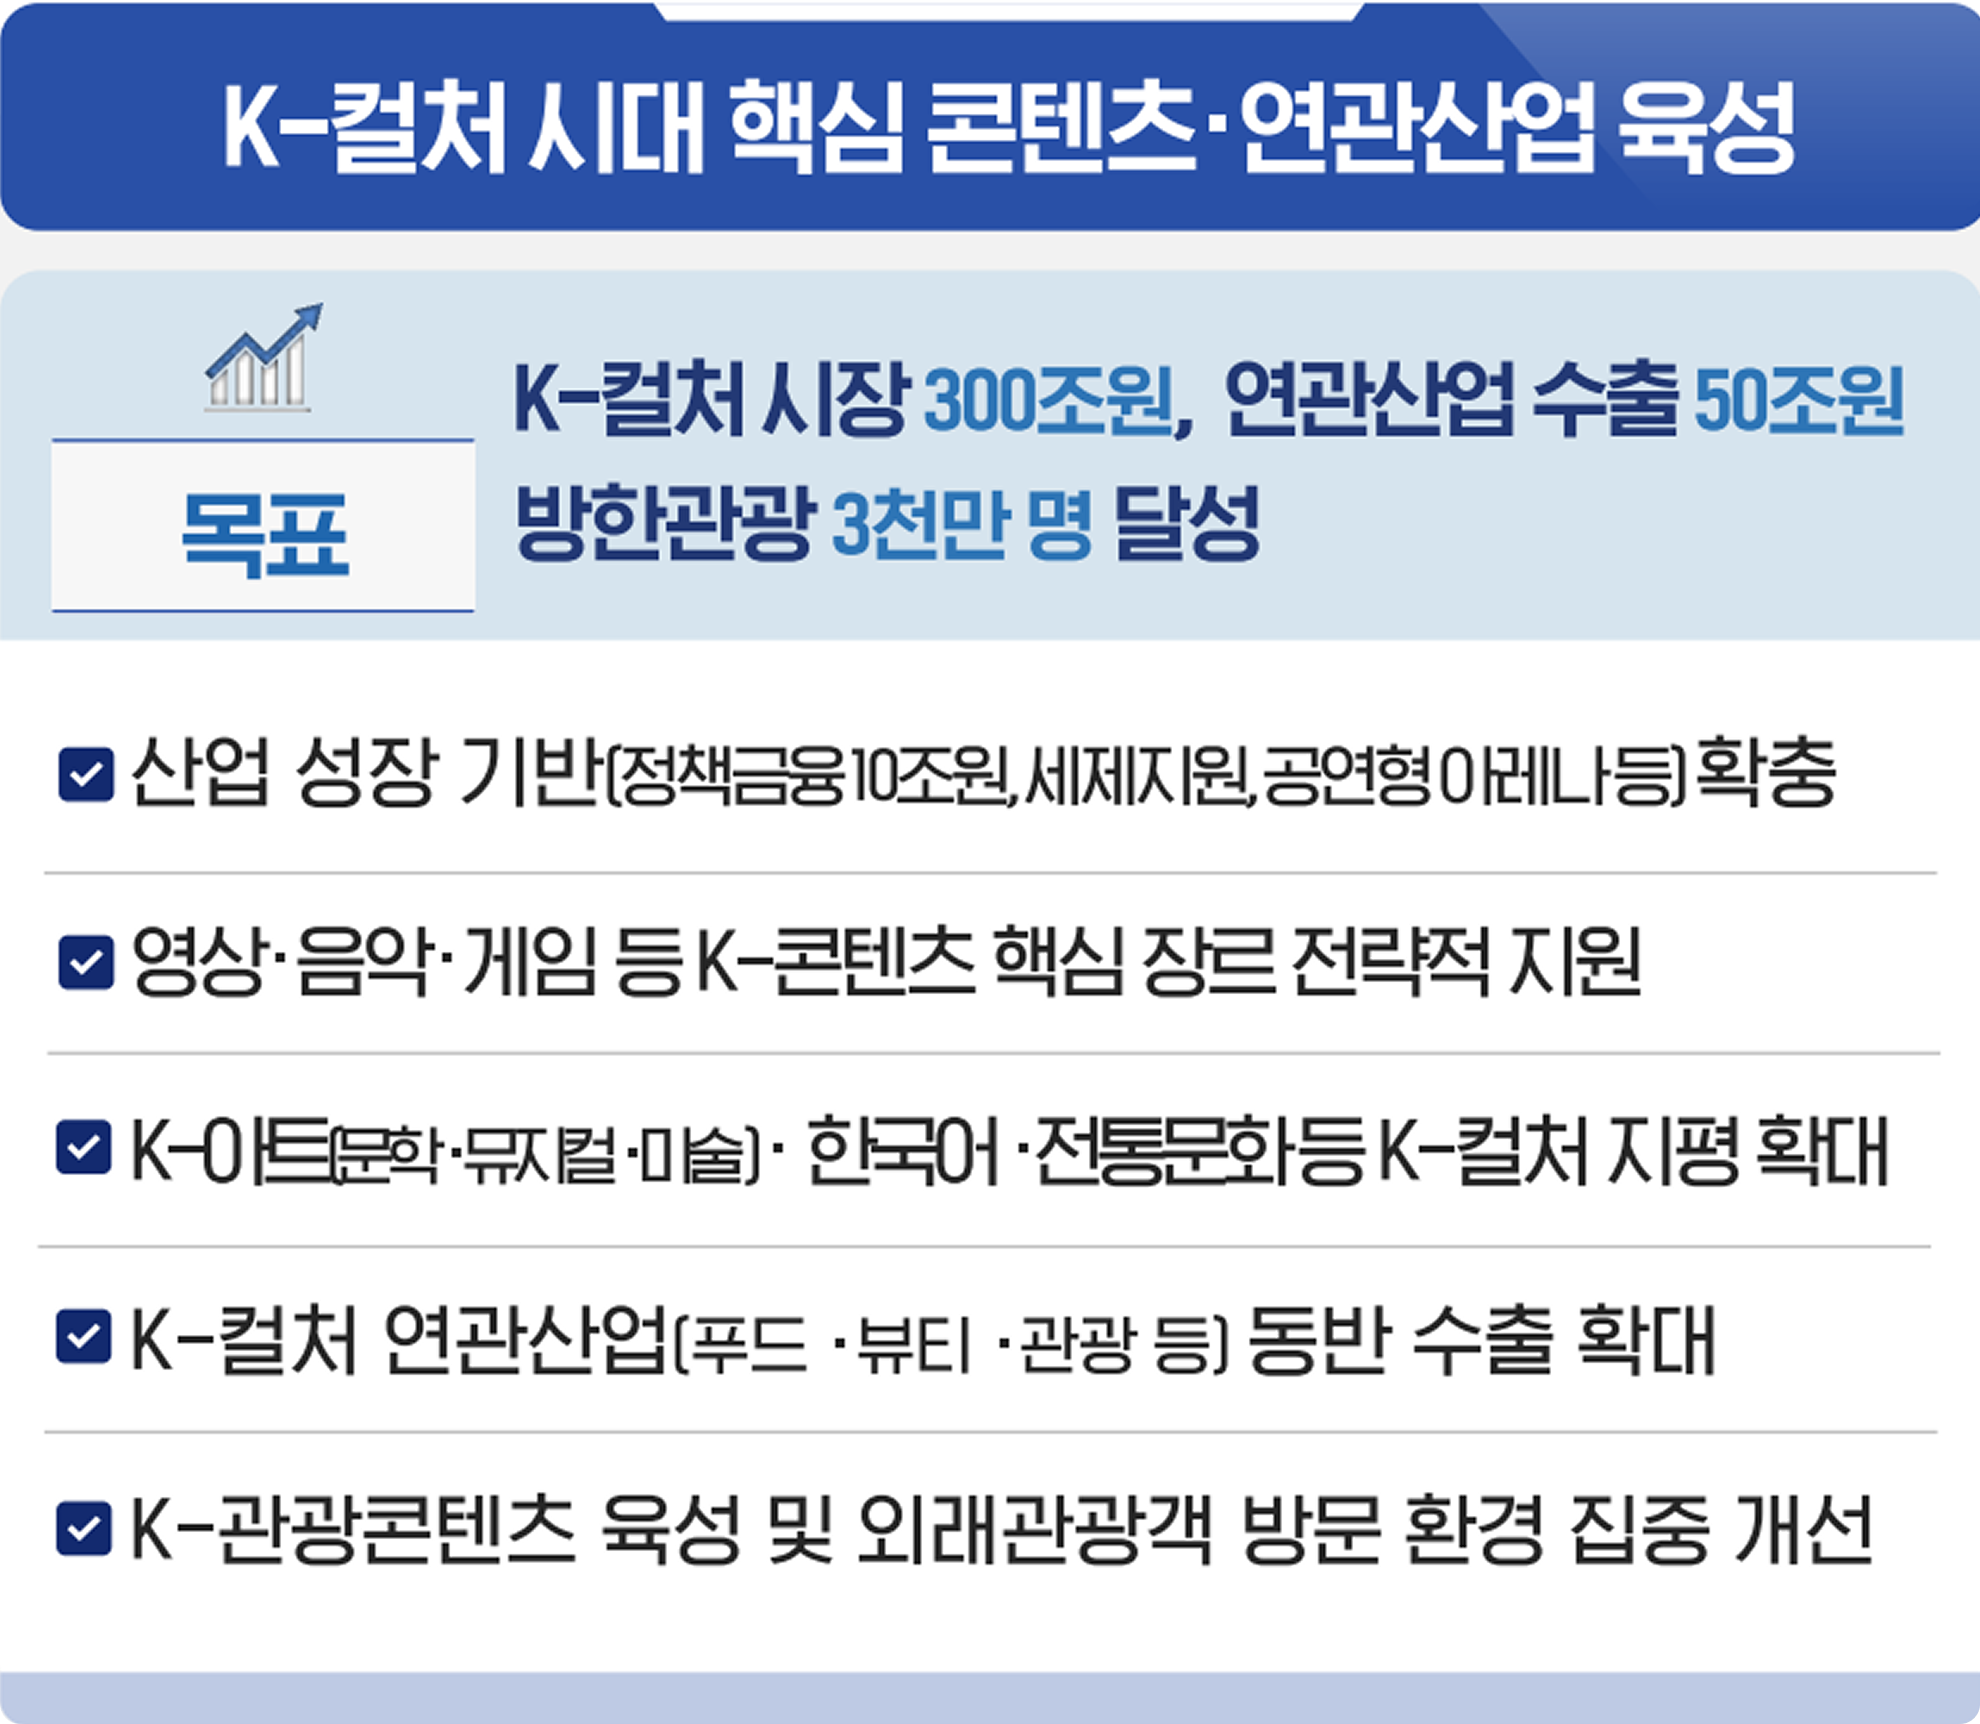 K-컬처 시대 핵심 콘텐츠·연관산업 육성
K-컬처 시장 300조원, 연관산업 수출 50조원
방한관광 3천만 명 달성
목표
산업 성장 기반(정책금융 10조원, 세제지원, 공연형 아레나 등) 확충
영상·음악·게임 등 K-콘텐츠 핵심 장르 전략적 지원
K-아트(문학·뮤지컬·미술)· 한국어·전통문화 등 K-컬처 지평 확대
K-컬처 연관산업(푸드 ·뷰티 ·관광 등) 동반 수출 확대
K-관광콘텐츠 육성 및 외래관광객 방문 환경 집중 개선